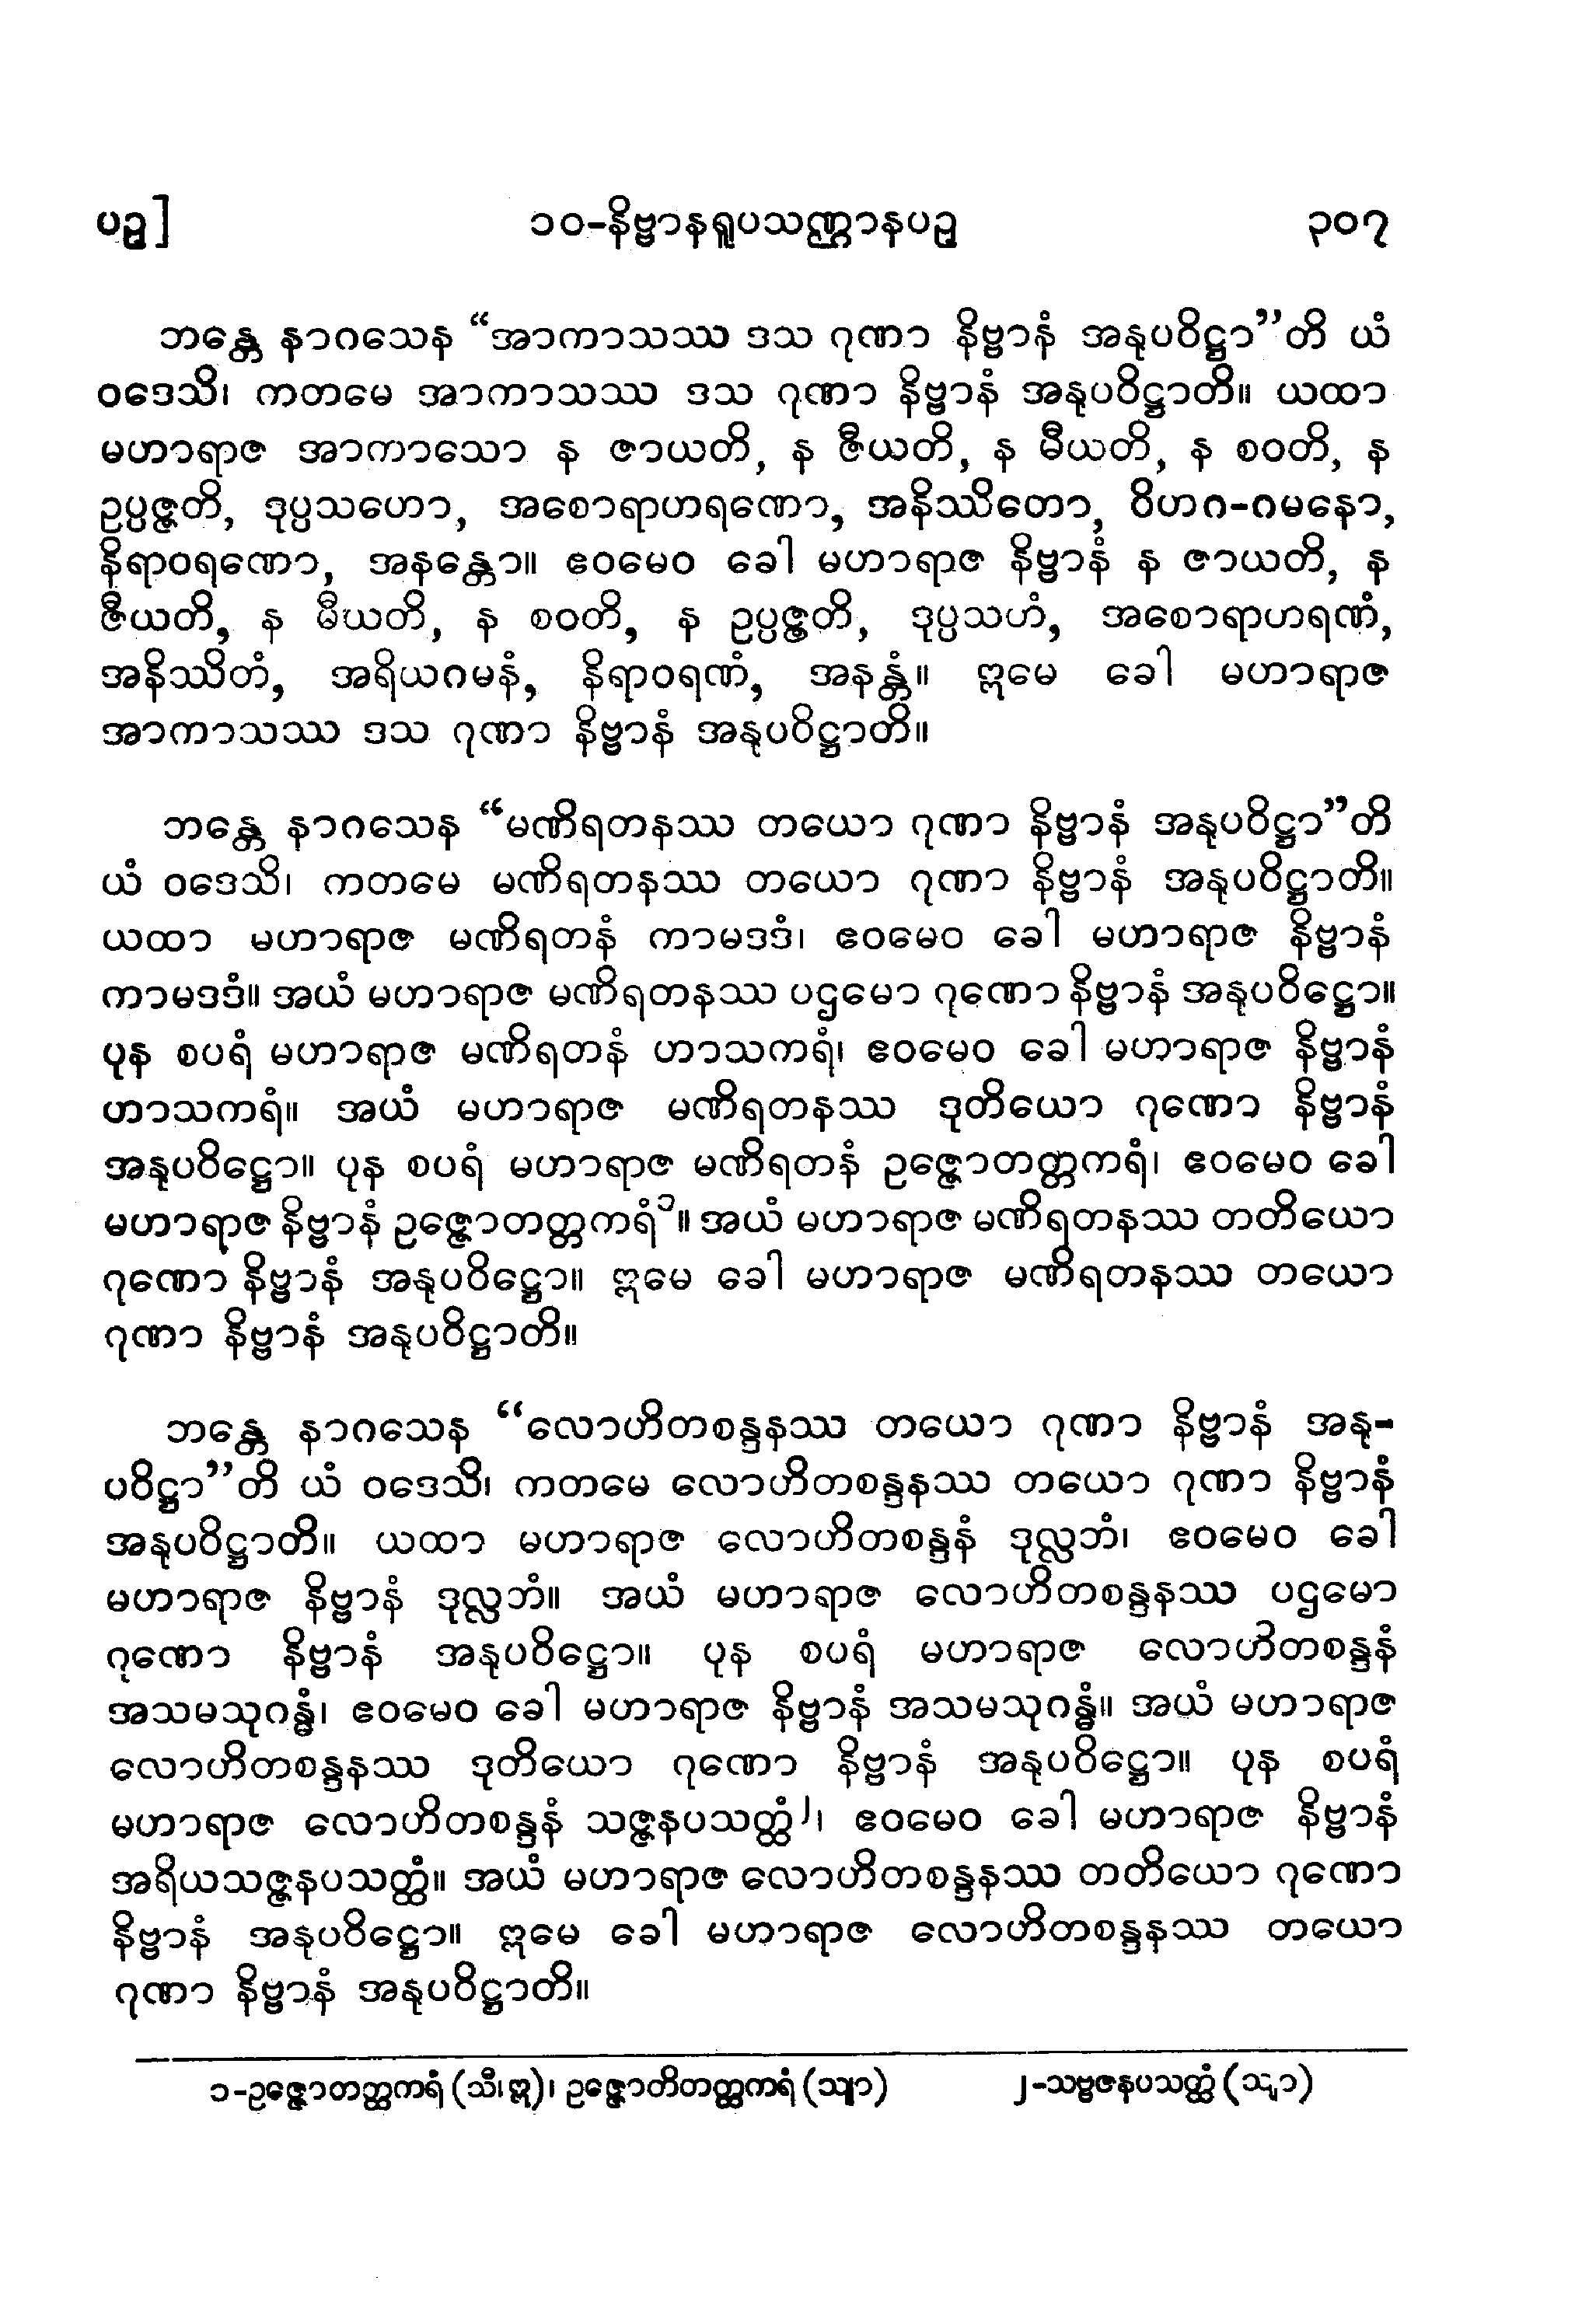 ပဉှ]
၁၀-နိဗ္ဗာနရူပသဏ္ဌာနပဉှ
၃၀၇
ဘန္တေ နာဂသေန “အာကာသဿ ဒသ ဂုဏာ နိဗ္ဗာနံ အနုပဝိဋ္ဌာ”တိ ယံ
ဝဒေသိ၊ ကတမေ အာကာသဿ ဒသ ဂုဏာ နိဗ္ဗာနံ အနုပဝိဋ္ဌာတိ။ ယထာ
မဟာရာဇ အာကာသော န ဇာယတိ, န ဇီယတိ, န မီယတိ, န စဝတိ, န
ဥပ္ပဇ္ဇတိ, ဒုပ္ပသဟော, အစောရာဟရဏော, အနိဿိတော, ဝိဟဂ-ဂမနော,
နိရာဝရဏော, အနန္တော။ ဧဝမေဝ ခေါ မဟာရာဇ နိဗ္ဗာနံ န ဇာယတိ, န
ဇီယတိ, န မီယတိ, န စဝတိ, န ဥပ္ပဇ္ဇတိ, ဒုပ္ပသဟံ, အစောရာဟရဏံ,
အနိဿိတံ, အရိယဂမနံ, နိရာဝရဏံ, အနန္တံ။ ဣမေ ခေါ မဟာရာဇ
အာကာသဿ ဒသ ဂုဏာ နိဗ္ဗာနံ အနုပဝိဋ္ဌာတိ။
ဘန္တေ နာဂသေန “မဏိရတနဿ တယော ဂုဏာ နိဗ္ဗာနံ အနုပဝိဋ္ဌာ”တိ
ယံ ဝဒေသိ၊ ကတမေ မဏိရတနဿ တယော ဂုဏာ နိဗ္ဗာနံ အနုပဝိဋ္ဌာတိ။
ယထာ မဟာရာဇ မဏိရတနံ ကာမဒဒံ၊ ဧဝမေဝ ခေါ မဟာရာဇ နိဗ္ဗာနံ
ကာမဒဒံ။ အယံ မဟာရာဇ မဏိရတနဿ ပဌမော ဂုဏော နိဗ္ဗာနံ အနုပဝိဋ္ဌော။
ပုန စပရံ မဟာရာဇ မဏိရတနံ ဟာသကရံ၊ ဧဝမေဝ ခေါ မဟာရာဇ နိဗ္ဗာနံ
ဟာသကရံ။ အယံ မဟာရာဇ မဏိရတနဿ ဒုတိယော ဂုဏော နိဗ္ဗာနံ
အနုပဝိဋ္ဌော။ ပုန စပရံ မဟာရာဇ မဏိရတနံ ဥဇ္ဇောတတ္တကရံ၊ ဧဝမေဝ ခေါ
မဟာရာဇ နိဗ္ဗာနံ ဥဇ္ဇောတတ္တကရံ၁။ အယံ မဟာရာဇ မဏိရတနဿ တတိယော
ဂုဏော နိဗ္ဗာနံ အနုပဝိဋ္ဌော။ ဣမေ ခေါ မဟာရာဇ မဏိရတနဿ တယော
ဂုဏာ နိဗ္ဗာနံ အနုပဝိဋ္ဌာတိ။
ဘန္တေ နာဂသေန “လောဟိတစန္ဒနဿ တယော ဂုဏာ နိဗ္ဗာနံ အနု-
ပဝိဋ္ဌာ”တိ ယံ ဝဒေသိ၊ ကတမေ လောဟိတစန္ဒနဿ တယော ဂုဏာ နိဗ္ဗာနံ
အနုပဝိဋ္ဌာတိ။ ယထာ မဟာရာဇ လောဟိတစန္ဒနံ ဒုလ္လဘံ၊ ဧဝမေဝ ခေါ
မဟာရာဇ နိဗ္ဗာနံ ဒုလ္လဘံ။ အယံ မဟာရာဇ လောဟိတစန္ဒနဿ ပဌမော
ဂုဏော နိဗ္ဗာနံ အနုပဝိဋ္ဌော။ ပုန စပရံ မဟာရာဇ လောဟိတစန္ဒနံ
အသမသုဂန္ဓံ၊ ဧဝမေဝ ခေါ မဟာရာဇ နိဗ္ဗာနံ အသမသုဂန္ဓံ။ အယံ မဟာရာဇ
လောဟိတစန္ဒနဿ ဒုတိယော ဂုဏော နိဗ္ဗာနံ အနုပဝိဋ္ဌော။ ပုန စပရံ
မဟာရာဇ လောဟိတစန္ဒနံ သဇ္ဇနပသတ္ထံ၂၊ ဧဝမေဝ ခေါ မဟာရာဇ နိဗ္ဗာနံ
အရိယသဇ္ဇနပသတ္ထံ။ အယံ မဟာရာဇ လောဟိတစန္ဒနဿ တတိယော ဂုဏော
နိဗ္ဗာနံ အနုပဝိဋ္ဌော။ ဣမေ ခေါ မဟာရာဇ လောဟိတစန္ဒနဿ တယော
ဂုဏာ နိဗ္ဗာနံ အနုပဝိဋ္ဌာတိ။
၁-ဥဇ္ဇောတတ္ထကရံ (သီ၊ဣ)၊ ဥဇ္ဇောတိတတ္ထကရံ (သျာ)
၂-သဗ္ဗဇနပသတ္ထံ (သျာ)